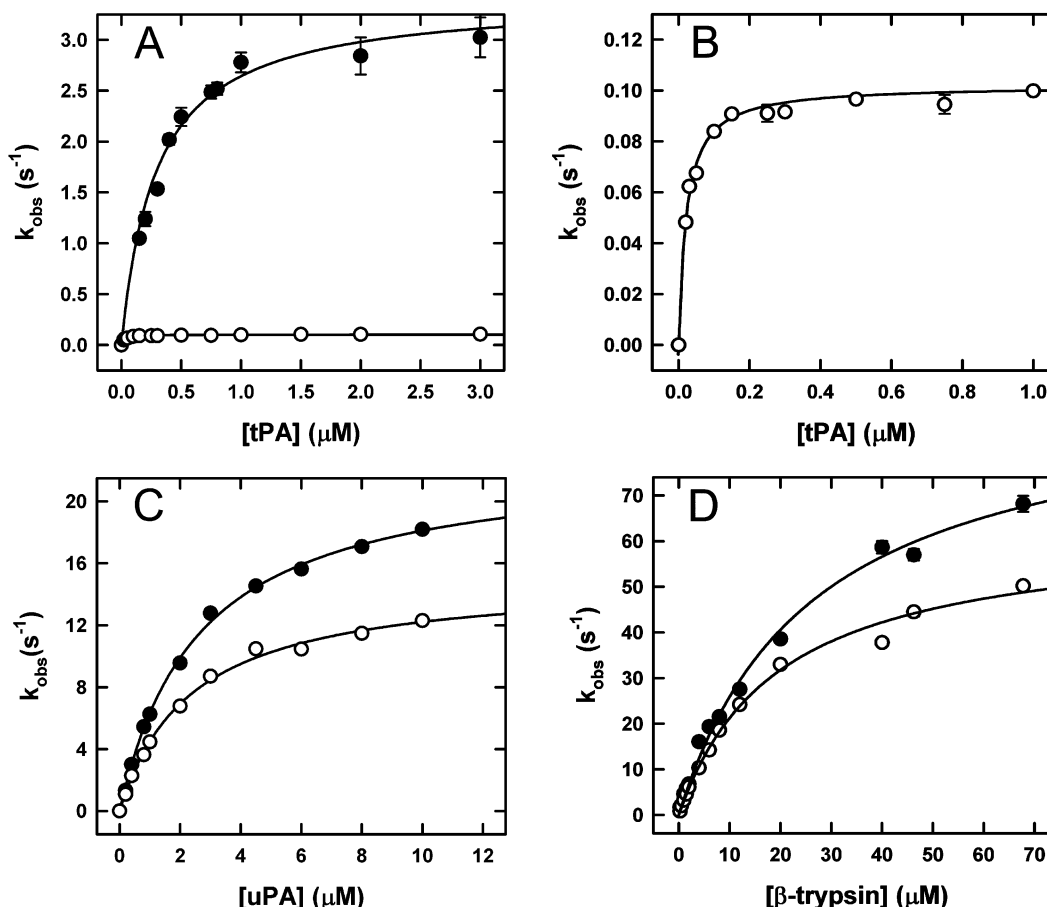 A
k_obs (s⁻¹)
3.0
2.5
2.0
1.5
1.0
0.5
0.0
0.0 0.5 1.0 1.5 2.0 2.5 3.0
[tPA] (μM)
B
k_obs (s⁻¹)
0.12
0.10
0.08
0.06
0.04
0.02
0.00
0.0 0.2 0.4 0.6 0.8 1.0
[tPA] (μM)
C
k_obs(s⁻¹)
20
16
12
8
4
0
0 2 4 6 8 10 12
[uPA] (μM)
D
k_obs (s⁻¹)
70
60
50
40
30
20
10
0
0 10 20 30 40 50 60 70
[β-trypsin] (μM)